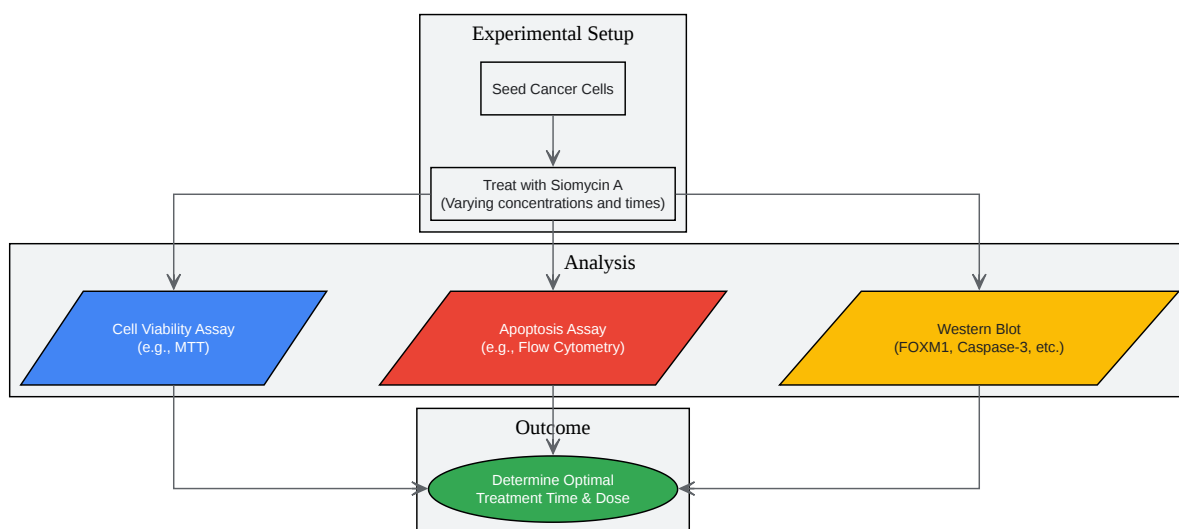 Experimental Setup
Seed Cancer Cells
Treat with Siomycin A
(Varying concentrations and times)
Analysis
Cell Viability Assay
(e.g., MTT)
Apoptosis Assay
(e.g., Flow Cytometry)
Western Blot
(FOXM1, Caspase-3, etc.)
Outcome
Determine Optimal
Treatment Time & Dose